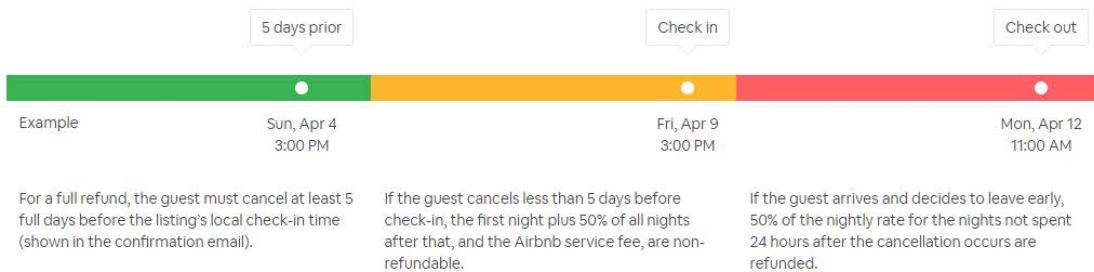 5 days prior
Check in
Check out
Example
Sun, Apr 4
3:00 PM
Fri, Apr 9
3:00 PM
Mon, Apr 12
11:00 AM
For a full refund, the guest must cancel at least 5
full days before the listing's local check-in time
(shown in the confirmation email).
If the guest cancels less than 5 days before
check-in, the first night plus 50% of all nights
after that, and the Airbnb service fee, are non-
refundable.
If the guest arrives and decides to leave early,
50% of the nightly rate for the nights not spent
24 hours after the cancellation occurs are
refunded.